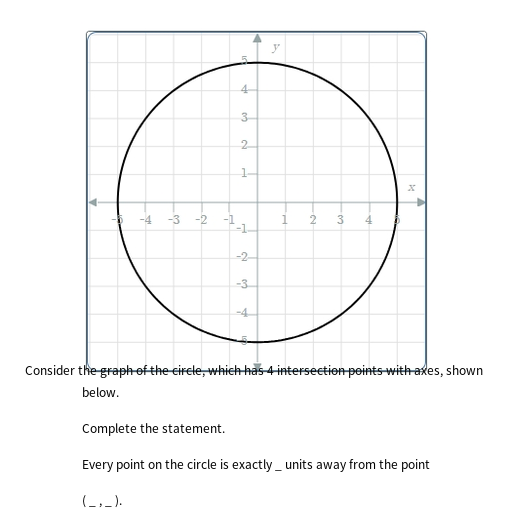 y
5
4
3
2
1
x
-5 -4 -3 -2 -1 1 2 3 4 5
-1
-2
-3
-4
-5
Consider the graph of the circle, which has 4 intersection points with axes, shown
below.
Complete the statement.
Every point on the circle is exactly _ units away from the point
( _ , _ ).